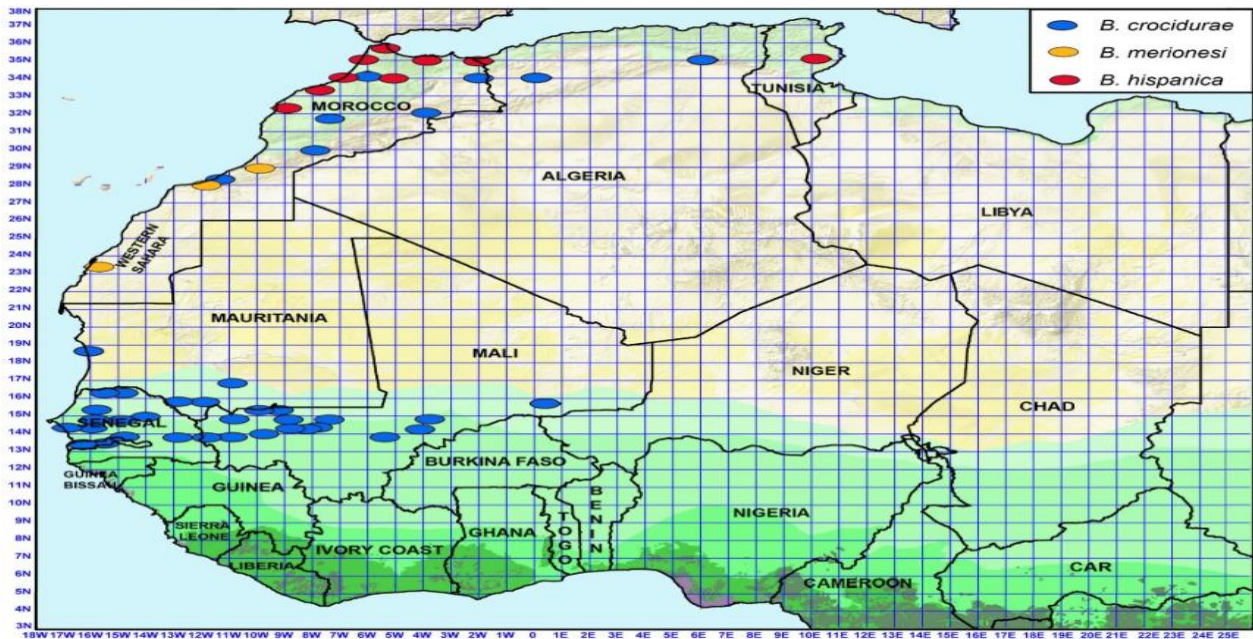 38N
37N
36N
35N
34N
33N
32N
31N
30N
29N
28N
27N
26N
25N
24N
23N
22N
21N
20N
19N
18N
17N
16N
15N
14N
13N
12N
11N
10N
9N
8N
7N
6N
5N
4N
3N
B. crocidurae
B. merionesi
B. hispanica
TUNISIA
MOROCCO
ALGERIA
LIBYA
WESTERN
SAHARA
MAURITANIA
MALI
NIGER
CHAD
SENEGAL
BURKINA FASO
GUINEA
BISSAU
GUINEA
BENIN
NIGERIA
SIERRA
LEONE
GHANA
TOGO
IVORY COAST
LIBERIA
CAR
CAMEROON
18W 17W 16W 15W 14W 13W 12W 11W 10W 9W 8W 7W 6W 5W 4W 3W 2W 1W 0 1E 2E 3E 4E 5E 6E 7E 8E 9E 10E 11E 12E 13E 14E 15E 16E 17E 18E 19E 20E 21E 22E 23E 24E 25E